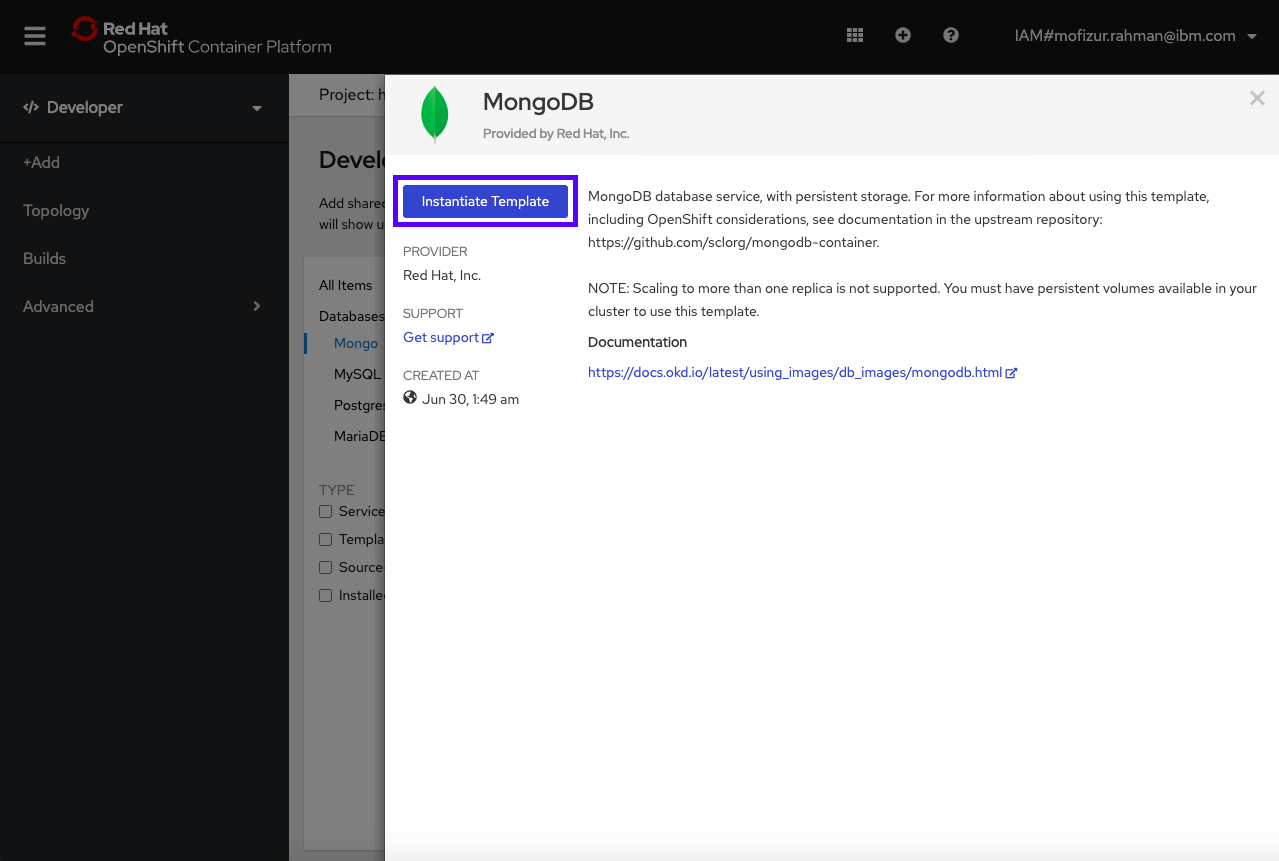 Red Hat
OpenShift Container Platform
IAM#mofizur.rahman@ibm.com
Developer
+Add
Topology
Builds
Advanced
Project: h
Develo
Add shared
will show u
All Items
Databases
Mongo
MySQL
Postgres
MariaDB
TYPE
Service
Templa
Source-
Installed
MongoDB
Provided by Red Hat, Inc.
Instantiate Template
PROVIDER
Red Hat, Inc.
SUPPORT
Get support
CREATED AT
Jun 30, 1:49 am
MongoDB database service, with persistent storage. For more information about using this template,
including OpenShift considerations, see documentation in the upstream repository:
https://github.com/sclorg/mongodb-container.
NOTE: Scaling to more than one replica is not supported. You must have persistent volumes available in your
cluster to use this template.
Documentation
https://docs.okd.io/latest/using_images/db_images/mongodb.html